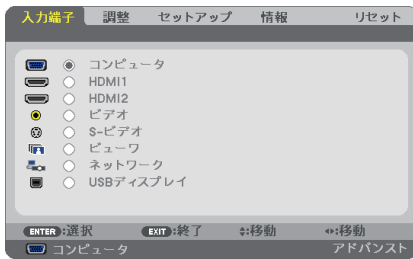 入力端子 調整 セットアップ 情報 リセット
コンピュータ
HDMI1
HDMI2
ビデオ
S-ビデオ
ビューワ
ネットワーク
USBディスプレイ
ENTER:選択 EXIT:終了 :移動 :移動
コンピュータ アドバンスト